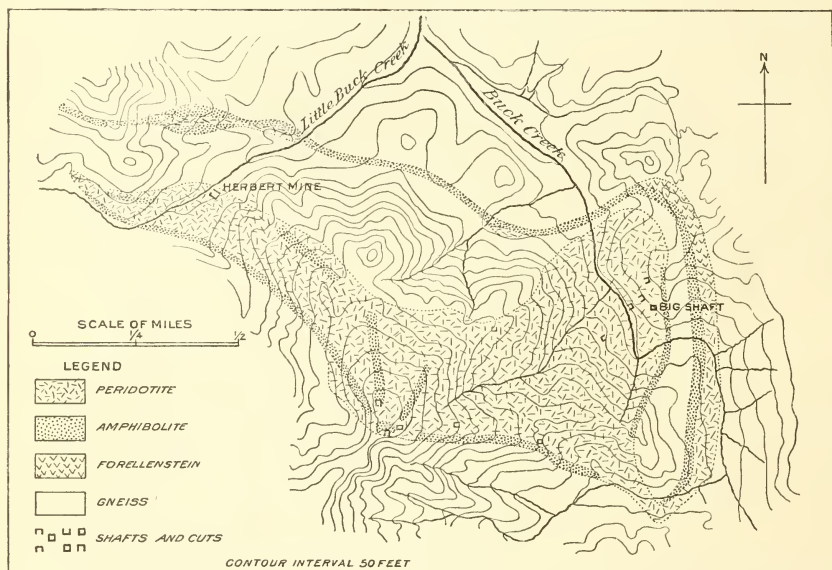 N
Little Buck Creek
Buck Creek
HERBERT MINE
BIG SHAFT
SCALE OF MILES
0 1/4 1/2
LEGEND
PERIDOTITE
AMPHIBOLITE
FORELLENSTEIN
GNEISS
SHAFTS AND CUTS
CONTOUR INTERVAL 50 FEET